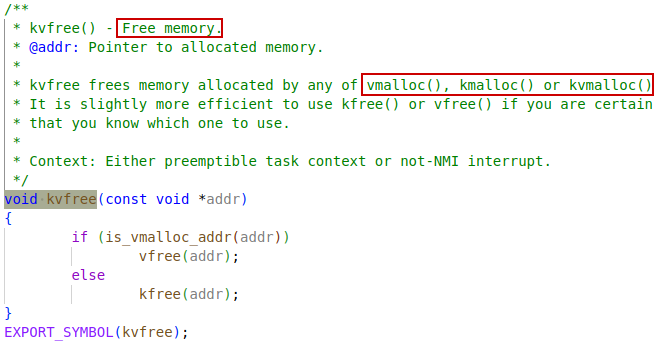 /**
 * kvfree() - Free memory.
 * @addr: Pointer to allocated memory.
 *
 * kvfree frees memory allocated by any of vmalloc(), kmalloc() or kvmalloc()
 * It is slightly more efficient to use kfree() or vfree() if you are certain
 * that you know which one to use.
 *
 * Context: Either preemptible task context or not-NMI interrupt.
 */
void kvfree(const void *addr)
{
        if (is_vmalloc_addr(addr))
                vfree(addr);
        else
                kfree(addr);
}
EXPORT_SYMBOL(kvfree);